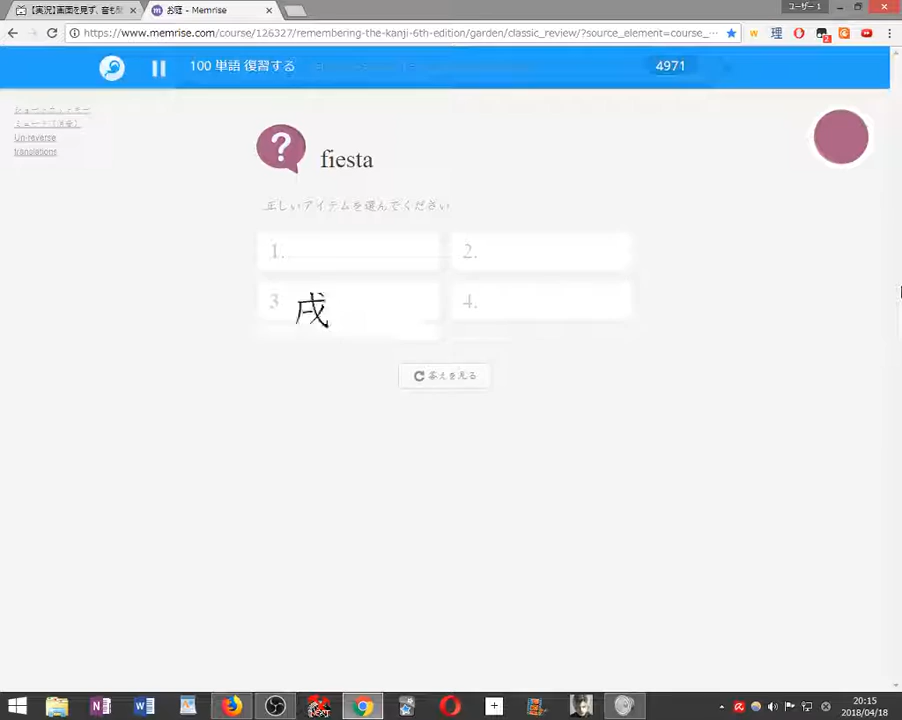 【実況】画面を見ず、音も
お庭 - Memrise
ユーザー 1
https://www.memrise.com/course/126327/remembering-the-kanji-6th-edition/garden/classic_review/?source_element=course_…
100 単語 復習する
4971
Un-reverse
translations
? fiesta
正しいアイテムを選んでください
1.
2.
3 戌
4.
答えを見る
20:15
2018/04/18